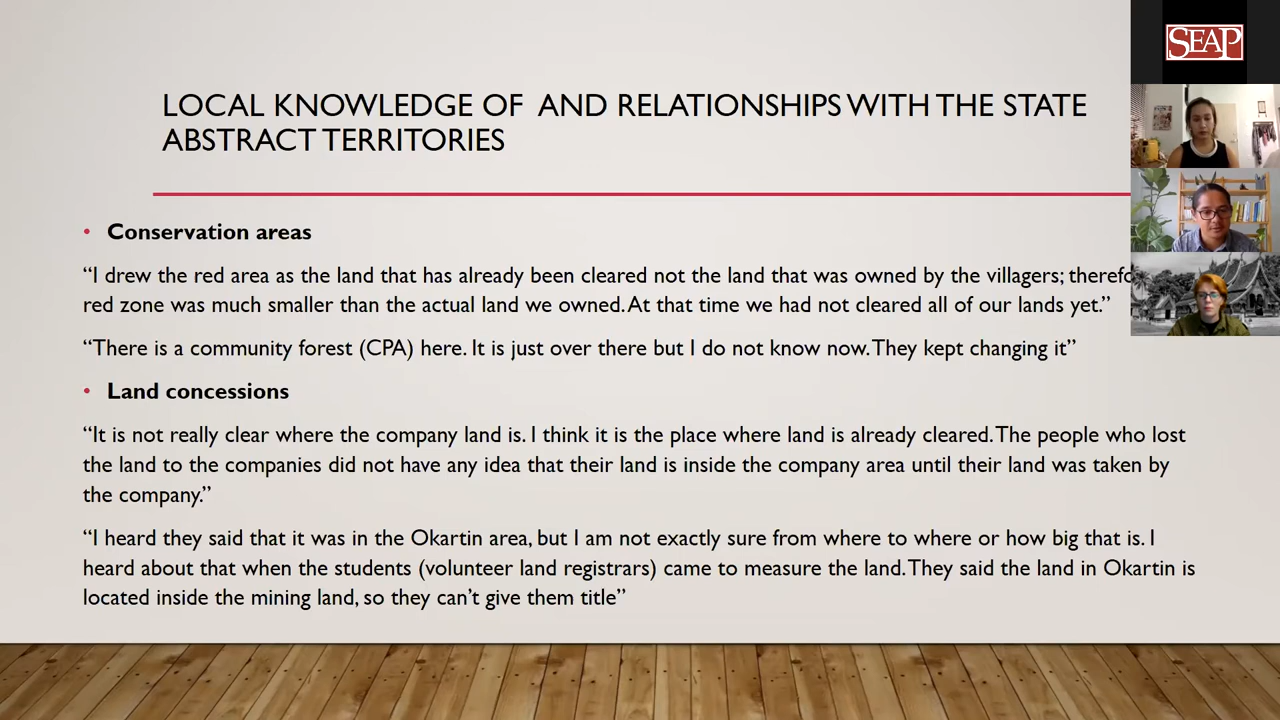 SEAP
LOCAL KNOWLEDGE OF AND RELATIONSHIPS WITH THE STATE
ABSTRACT TERRITORIES
• Conservation areas
“I drew the red area as the land that has already been cleared not the land that was owned by the villagers;
red zone was much smaller than the actual land we owned. At that time we had not cleared all of our lands yet.”
“There is a community forest (CPA) here. It is just over there but I do not know now. They kept changing it”
• Land concessions
“It is not really clear where the company land is. I think it is the place where land is already cleared. The people who lost
the land to the companies did not have any idea that their land is inside the company area until their land was taken by
the company.”
“I heard they said that it was in the Okartin area, but I am not exactly sure from where to where or how big that is. I
heard about that when the students (volunteer land registrars) came to measure the land. They said the land in Okartin is
located inside the mining land, so they can’t give them title”